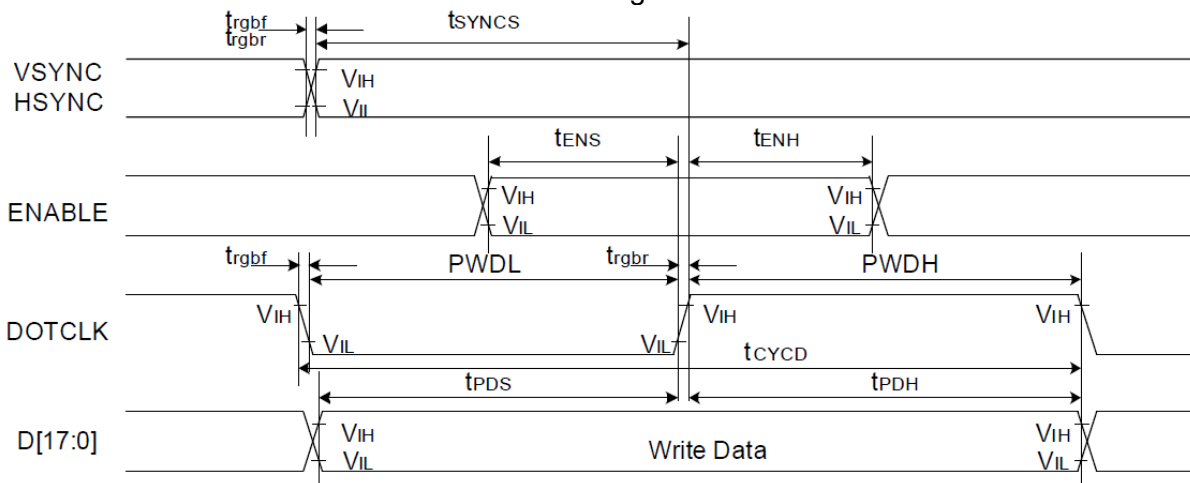 trgbf
trgbr
tSYNCS
VSYNC
HSYNC
VIH
VIL
tENS
tENH
ENABLE
VIH
VIL
VIH
VIL
trgbf
PWDL
trgbr
PWDH
DOTCLK
VIH
VIL
VIL
VIH
VIH
tCYCD
tPDS
tPDH
D[17:0]
VIH
VIL
Write Data
VIH
VIL